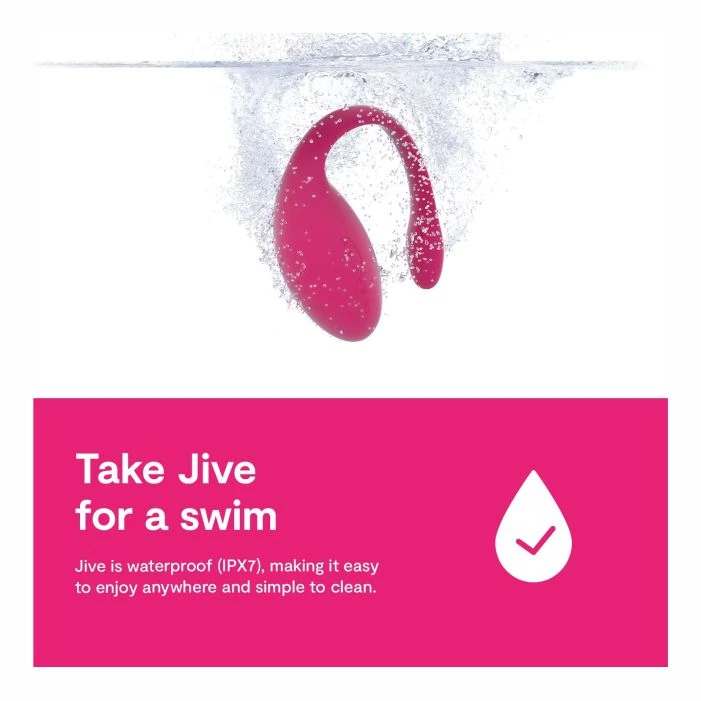 Take Jive
for a swim
Jive is waterproof (IPX7), making it easy
to enjoy anywhere and simple to clean.